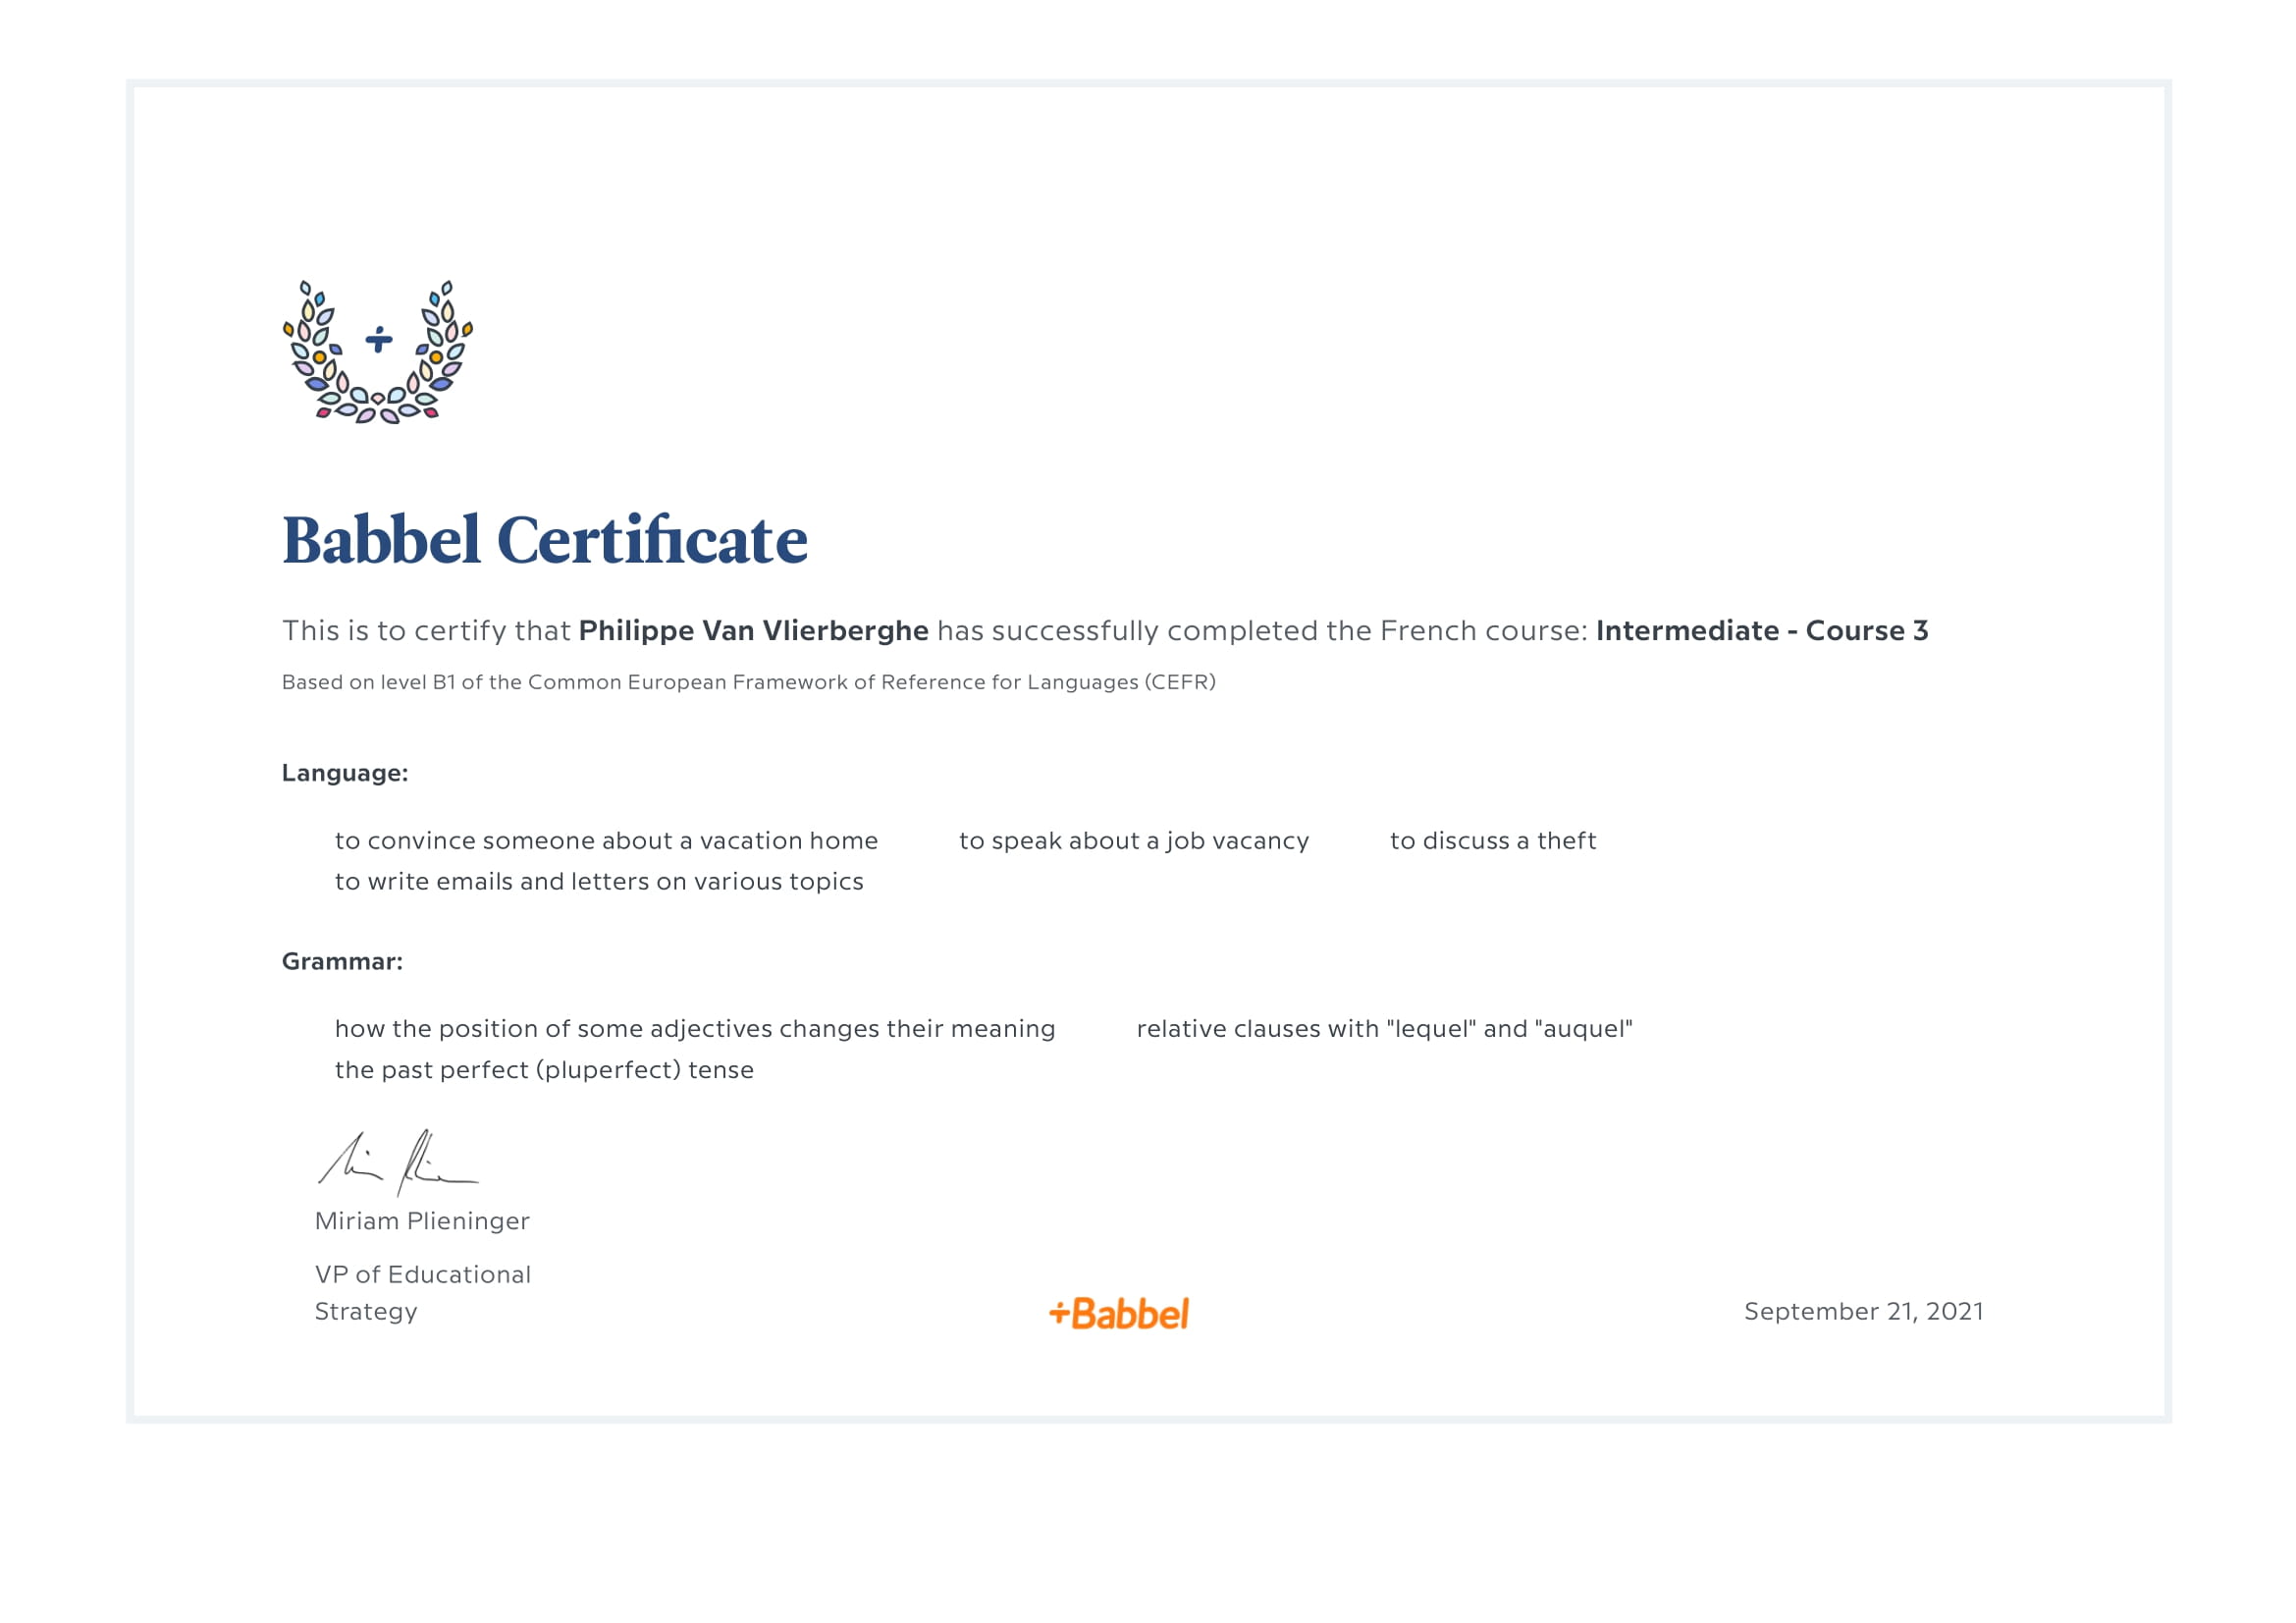 Babbel Certificate
This is to certify that Philippe Van Vlierberghe has successfully completed the French course: Intermediate - Course 3
Based on level B1 of the Common European Framework of Reference for Languages (CEFR)
Language:
to convince someone about a vacation home to speak about a job vacancy to discuss a theft
to write emails and letters on various topics
Grammar:
how the position of some adjectives changes their meaning relative clauses with "lequel" and "auquel"
the past perfect (pluperfect) tense
Miriam Plieninger
VP of Educational
Strategy
+Babbel
September 21, 2021